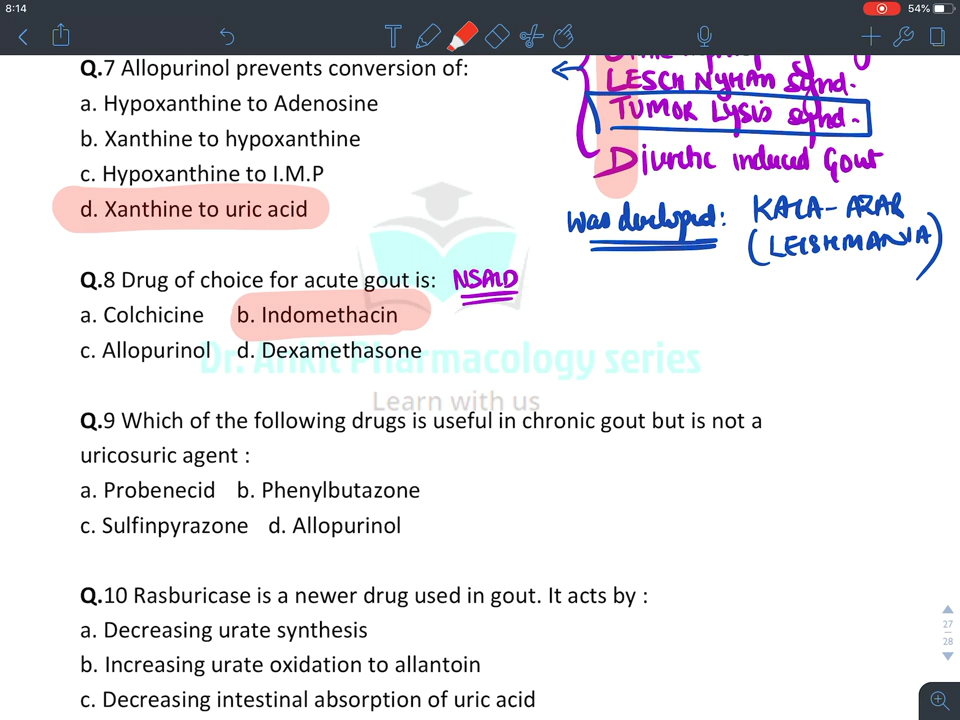 8:14
54%
Q.7 Allopurinol prevents conversion of:
a. Hypoxanthine to Adenosine
b. Xanthine to hypoxanthine
c. Hypoxanthine to I.M.P
d. Xanthine to uric acid
LESCH NYHAN synd.
TUMOR LYSIS synd.
Diuretic induced Gout
was developed: KALA-AZAR
(LEISHMANIA)
Q.8 Drug of choice for acute gout is: NSAID
a. Colchicine b. Indomethacin
c. Allopurinol d. Dexamethasone
Dr. Ankit Pharmacology series
Learn with us
Q.9 Which of the following drugs is useful in chronic gout but is not a
uricosuric agent :
a. Probenecid b. Phenylbutazone
c. Sulfinpyrazone d. Allopurinol
Q.10 Rasburicase is a newer drug used in gout. It acts by :
a. Decreasing urate synthesis
b. Increasing urate oxidation to allantoin
c. Decreasing intestinal absorption of uric acid
27
28